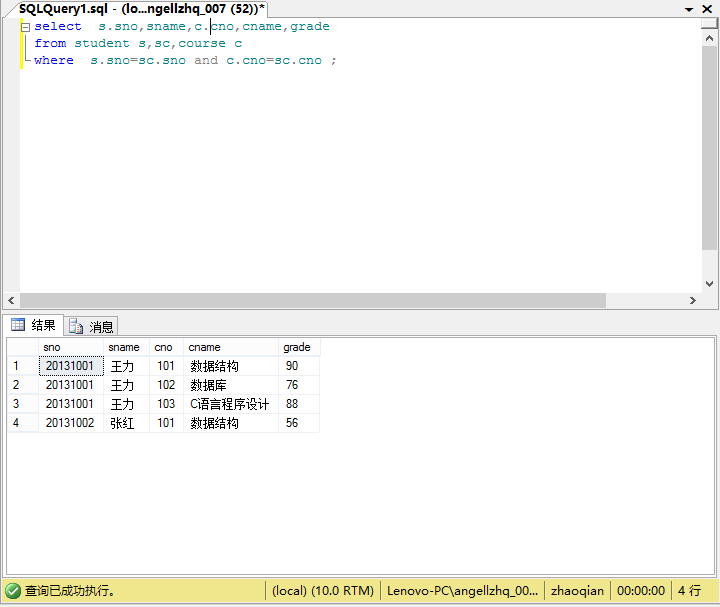 SQLQuery1.sql - (lo...ngellzhq_007 (52))*
select  s.sno,sname,c.cno,cname,grade
from student s,sc,course c
where  s.sno=sc.sno and c.cno=sc.cno ;
结果 消息
sno sname cno cname grade
1 20131001 王力 101 数据结构 90
2 20131001 王力 102 数据库 76
3 20131001 王力 103 C语言程序设计 88
4 20131002 张红 101 数据结构 56
查询已成功执行。 (local) (10.0 RTM) Lenovo-PC\angellzhq_00... zhaoqian 00:00:00 4 行